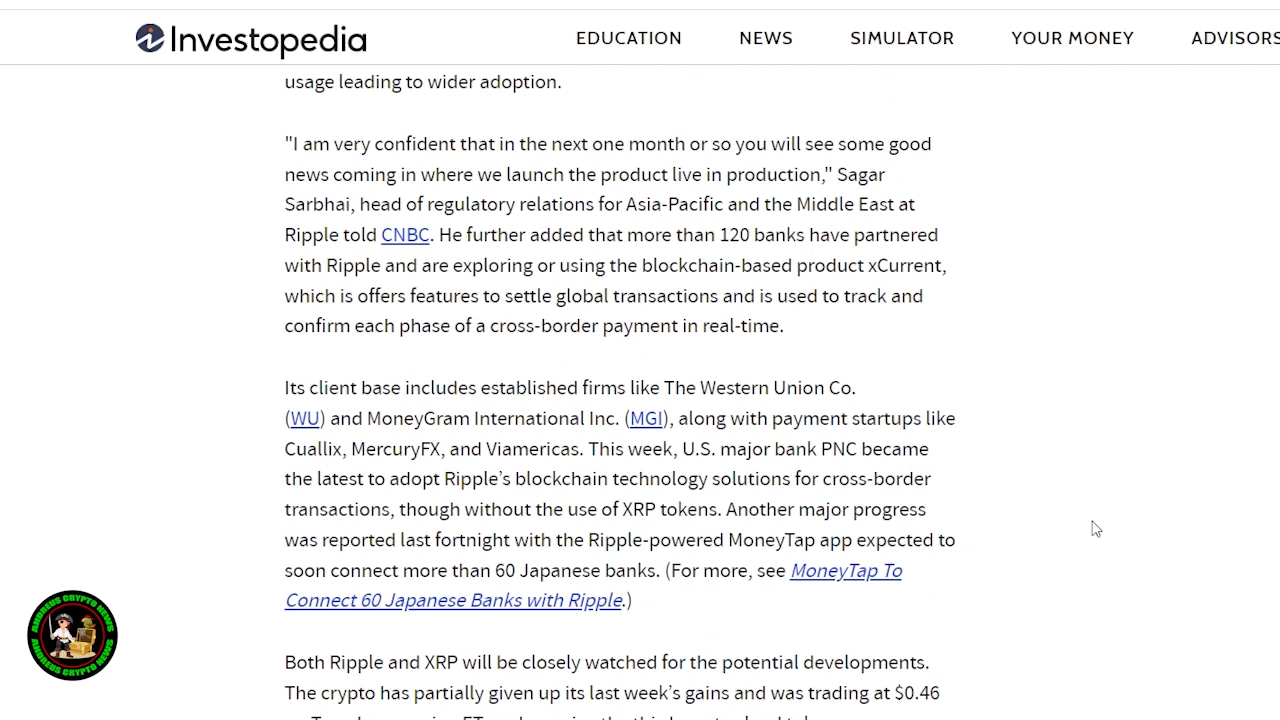 Investopedia
EDUCATION NEWS SIMULATOR YOUR MONEY ADVISORS
usage leading to wider adoption.
"I am very confident that in the next one month or so you will see some good
news coming in where we launch the product live in production," Sagar
Sarbhai, head of regulatory relations for Asia-Pacific and the Middle East at
Ripple told CNBC. He further added that more than 120 banks have partnered
with Ripple and are exploring or using the blockchain-based product xCurrent,
which is offers features to settle global transactions and is used to track and
confirm each phase of a cross-border payment in real-time.
Its client base includes established firms like The Western Union Co.
(WU) and MoneyGram International Inc. (MGI), along with payment startups like
Cuallix, MercuryFX, and Viamericas. This week, U.S. major bank PNC became
the latest to adopt Ripple’s blockchain technology solutions for cross-border
transactions, though without the use of XRP tokens. Another major progress
was reported last fortnight with the Ripple-powered MoneyTap app expected to
soon connect more than 60 Japanese banks. (For more, see MoneyTap To
Connect 60 Japanese Banks with Ripple.)
ANDREUS CRYPTO NEWS
ANDREUS CRYPTO NEWS
Both Ripple and XRP will be closely watched for the potential developments.
The crypto has partially given up its last week’s gains and was trading at $0.46